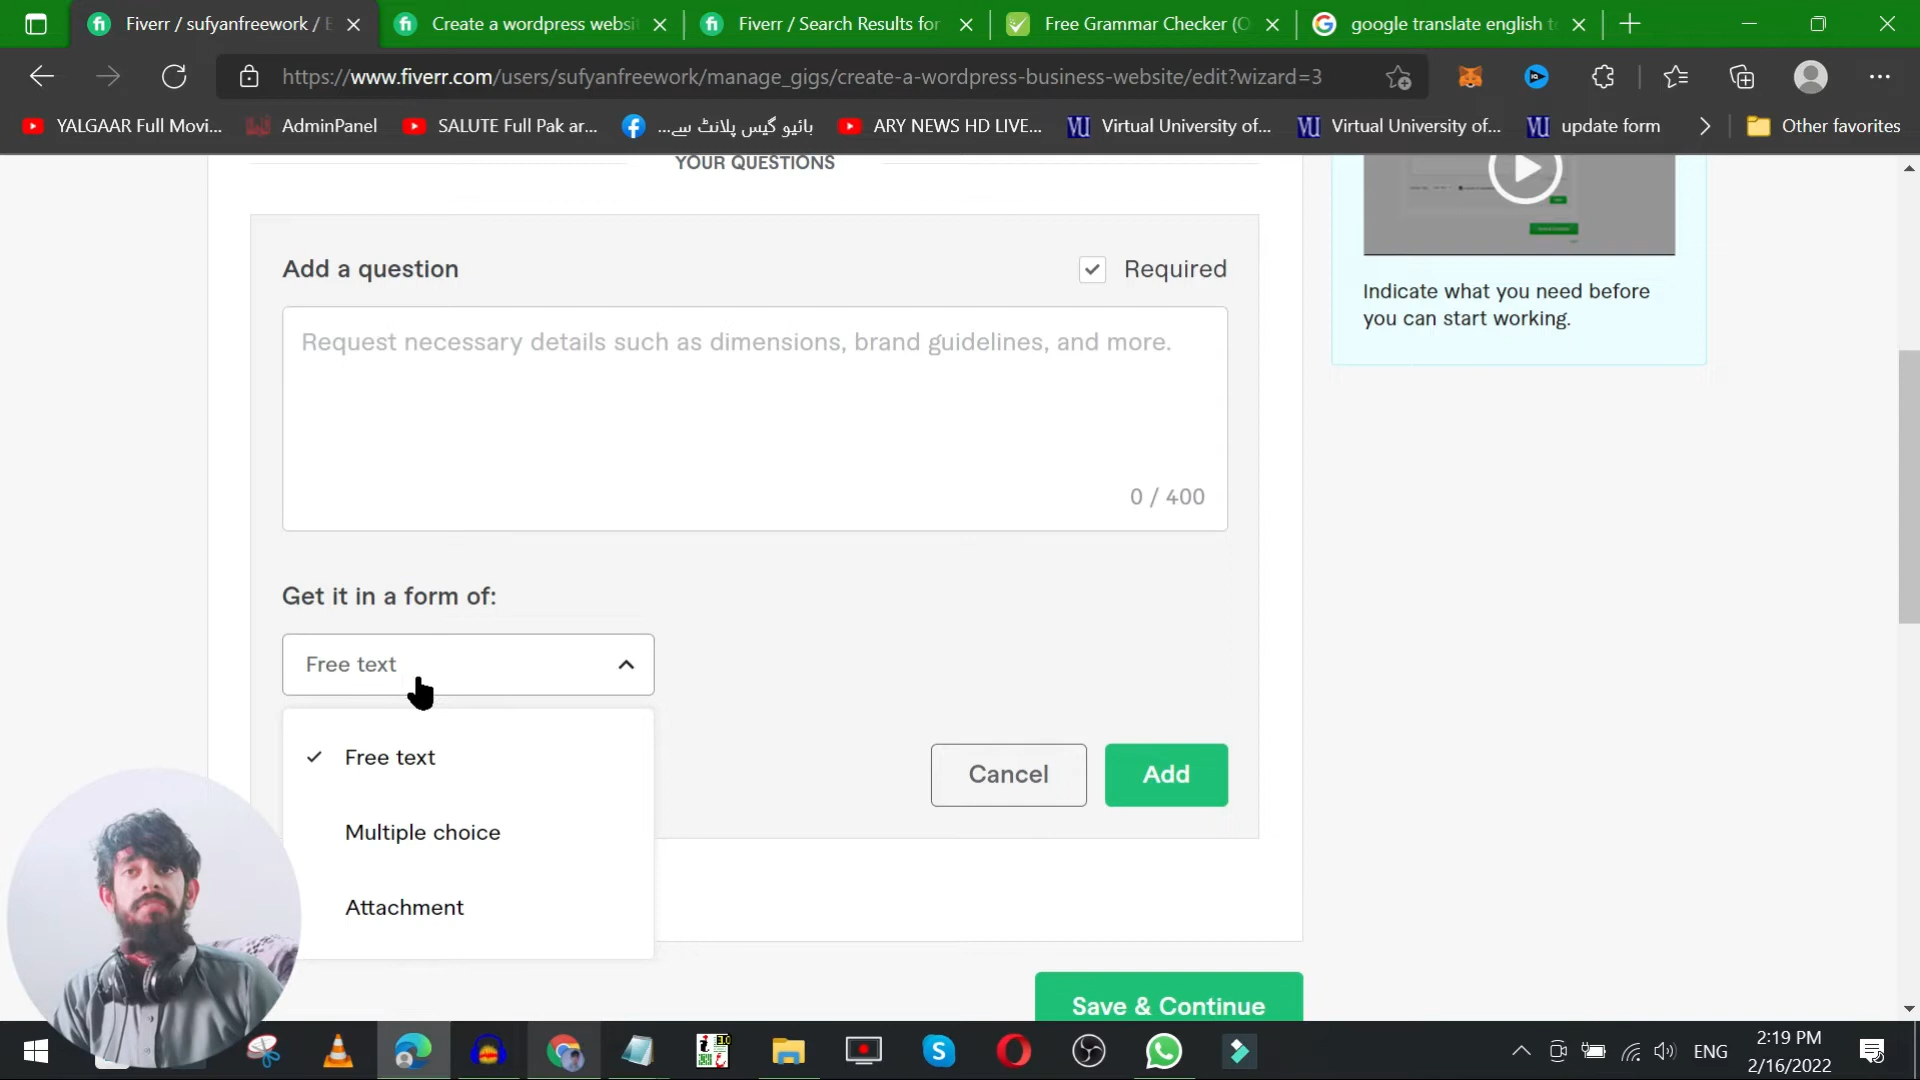 Fiverr / sufyanfreework / E
Create a wordpress websi
Fiverr / Search Results for
Free Grammar Checker (O
google translate english t
https://www.fiverr.com/users/sufyanfreework/manage_gigs/create-a-wordpress-business-website/edit?wizard=3
YALGAAR Full Movi...
AdminPanel
SALUTE Full Pak ar...
بائیو گیس پلانٹ سے...
ARY NEWS HD LIVE...
Virtual University of...
Virtual University of...
update form
Other favorites
YOUR QUESTIONS
Add a question
Required
Request necessary details such as dimensions, brand guidelines, and more.
0 / 400
Indicate what you need before
you can start working.
Get it in a form of:
Free text
Free text
Multiple choice
Attachment
Cancel
Add
Save & Continue
ENG
2:19 PM
2/16/2022